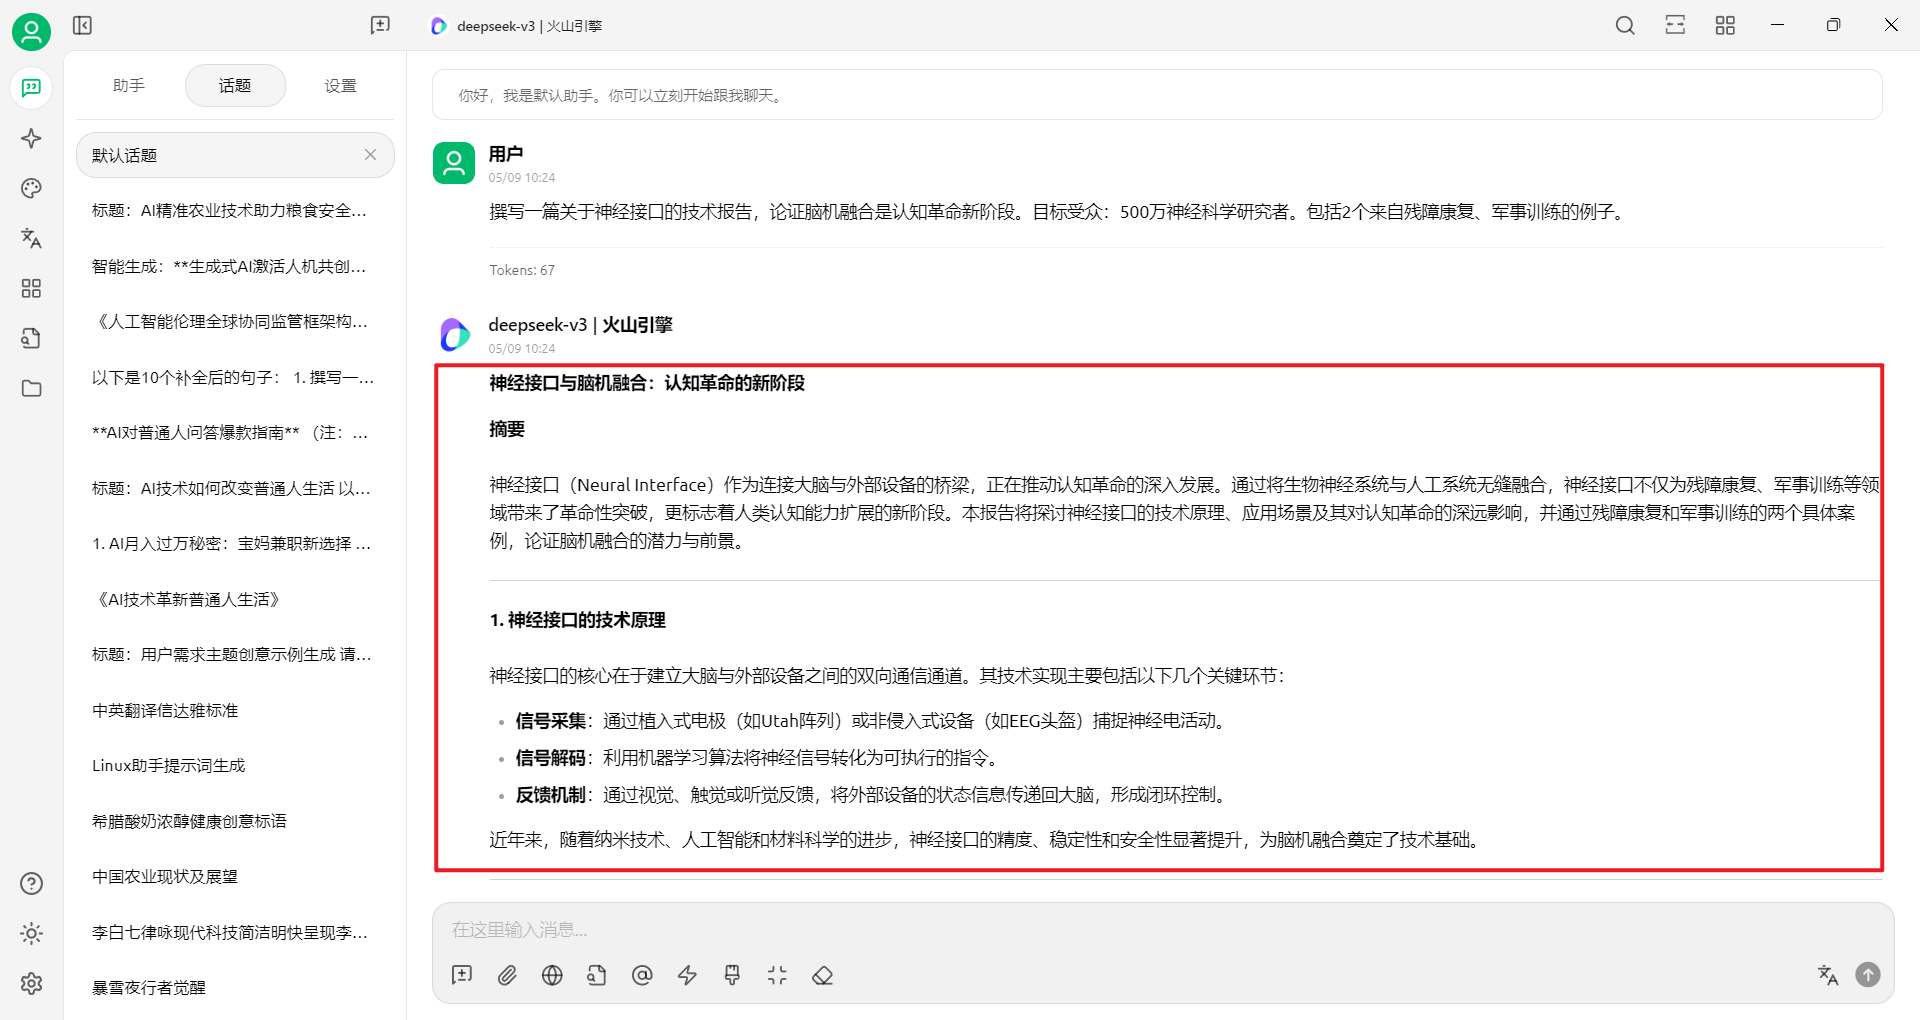 deepseek-v3 | 火山引擎
助手
话题
设置
默认话题
标题：AI精准农业技术助力粮食安全...
智能生成：**生成式AI激活人机共创...
《人工智能伦理全球协同监管框架构...
以下是10个补全后的句子： 1. 撰写一...
**AI对普通人问答爆款指南** （注：...
标题：AI技术如何改变普通人生活 以...
1. AI月入过万秘密：宝妈兼职新选择 ...
《AI技术革新普通人生活》
标题：用户需求主题创意示例生成 请...
中英翻译信达雅标准
Linux助手提示词生成
希腊酸奶浓醇健康创意标语
中国农业现状及展望
李白七律咏现代科技简洁明快呈现李...
暴雪夜行者觉醒
你好，我是默认助手。你可以立刻开始跟我聊天。
用户
05/09 10:24
撰写一篇关于神经接口的技术报告，论证脑机融合是认知革命新阶段。目标受众：500万神经科学研究者。包括2个来自残障康复、军事训练的例子。
Tokens: 67
deepseek-v3 | 火山引擎
05/09 10:24
神经接口与脑机融合：认知革命的新阶段
摘要
神经接口（Neural Interface）作为连接大脑与外部设备的桥梁，正在推动认知革命的深入发展。通过将生物神经系统与人工系统无缝融合，神经接口不仅为残障康复、军事训练等领
域带来了革命性突破，更标志着人类认知能力扩展的新阶段。本报告将探讨神经接口的技术原理、应用场景及其对认知革命的深远影响，并通过残障康复和军事训练的两个具体案
例，论证脑机融合的潜力与前景。
1. 神经接口的技术原理
神经接口的核心在于建立大脑与外部设备之间的双向通信通道。其技术实现主要包括以下几个关键环节：
信号采集：通过植入式电极（如Utah阵列）或非侵入式设备（如EEG头盔）捕捉神经电活动。
信号解码：利用机器学习算法将神经信号转化为可执行的指令。
反馈机制：通过视觉、触觉或听觉反馈，将外部设备的状态信息传递回大脑，形成闭环控制。
近年来，随着纳米技术、人工智能和材料科学的进步，神经接口的精度、稳定性和安全性显著提升，为脑机融合奠定了技术基础。
在这里输入消息...